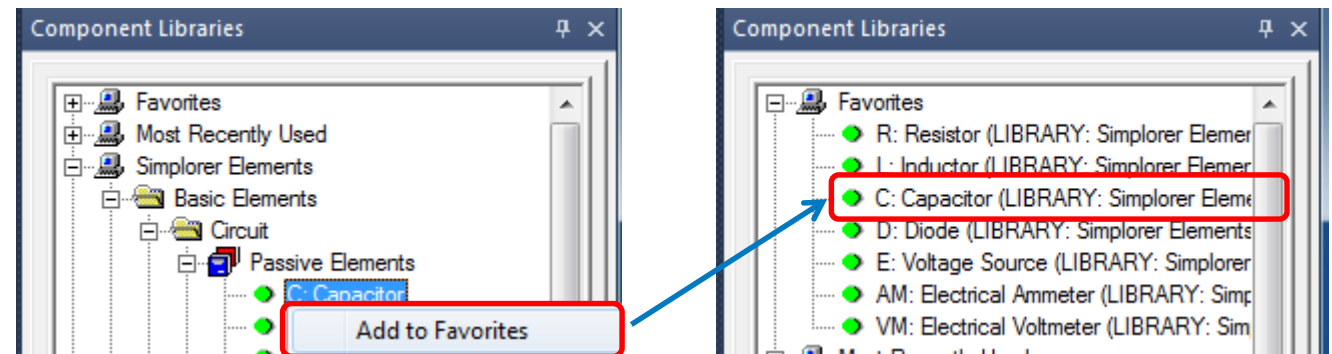 Component Libraries
Favorites
Most Recently Used
Simplorer Elements
Basic Elements
Circuit
Passive Elements
C: Capacitor
Add to Favorites
Component Libraries
Favorites
R: Resistor (LIBRARY: Simplorer Elemer
L: Inductor (LIBRARY: Simplorer Elemer
C: Capacitor (LIBRARY: Simplorer Eleme
D: Diode (LIBRARY: Simplorer Elements
E: Voltage Source (LIBRARY: Simplorer
AM: Electrical Ammeter (LIBRARY: Simp
VM: Electrical Voltmeter (LIBRARY: Sim